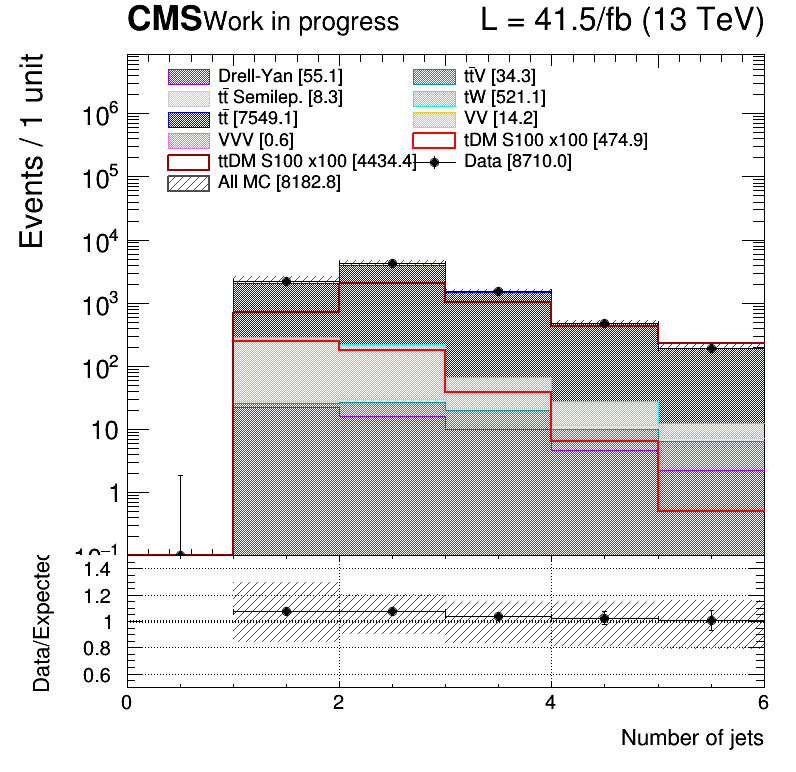 CMS Work in progress L = 41.5/fb (13 TeV)
Events / 1 unit
Drell-Yan [55.1] tt̄V [34.3]
tt̄ Semilep. [8.3] tW [521.1]
tt̄ [7549.1] VV [14.2]
VVV [0.6] tDM S100 x100 [474.9]
ttDM S100 x100 [4434.4] Data [8710.0]
All MC [8182.8]
10⁶
10⁵
10⁴
10³
10²
10
1
10⁻¹
Data/Expected
1.4
1.2
1
0.8
0.6
0 2 4 6
Number of jets